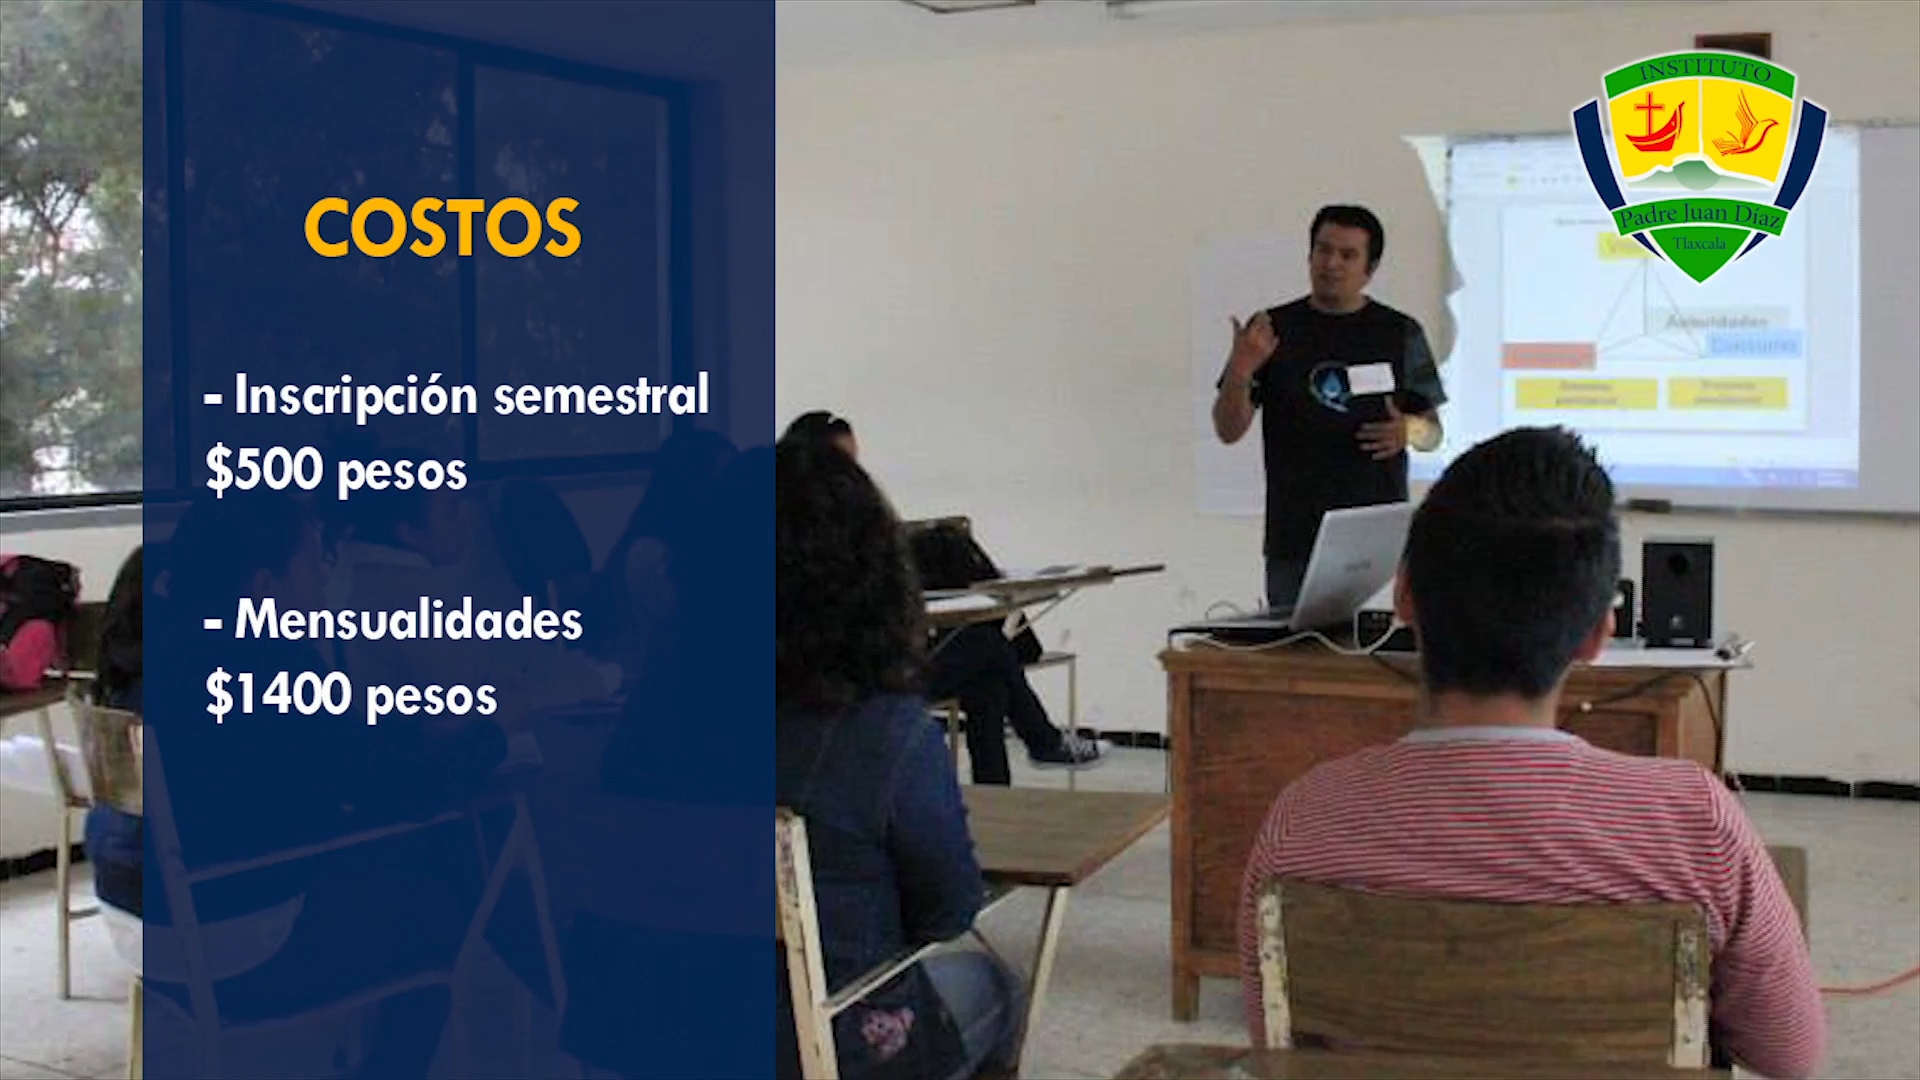 COSTOS
- Inscripción semestral
$500 pesos
- Mensualidades
$1400 pesos
INSTITUTO
Padre Juan Díaz
Tlaxcala